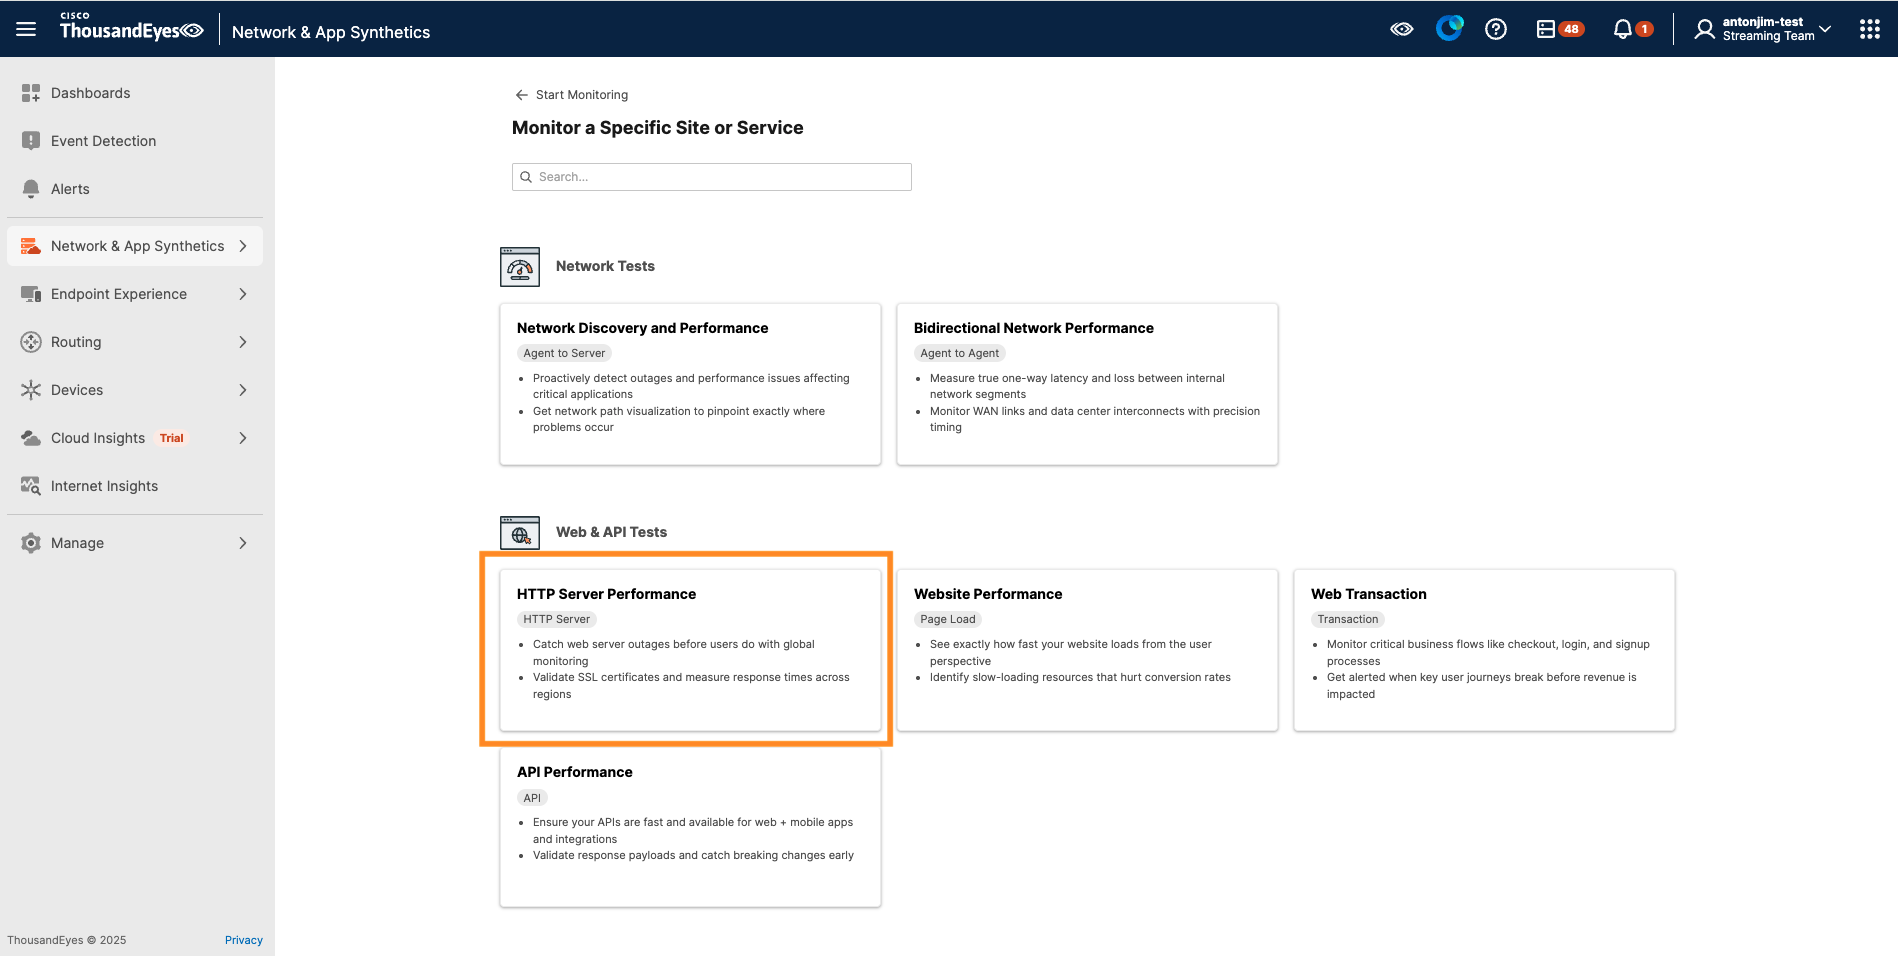 CISCO
ThousandEyes
Network & App Synthetics
48
1
antonjim-test
Streaming Team
Dashboards
Event Detection
Alerts
Network & App Synthetics
Endpoint Experience
Routing
Devices
Cloud Insights Trial
Internet Insights
Manage
ThousandEyes © 2025
Privacy
Start Monitoring
Monitor a Specific Site or Service
Search...
Network Tests
Network Discovery and Performance
Agent to Server
• Proactively detect outages and performance issues affecting
critical applications
• Get network path visualization to pinpoint exactly where
problems occur
Bidirectional Network Performance
Agent to Agent
• Measure true one-way latency and loss between internal
network segments
• Monitor WAN links and data center interconnects with precision
timing
Web & API Tests
HTTP Server Performance
HTTP Server
• Catch web server outages before users do with global
monitoring
• Validate SSL certificates and measure response times across
regions
Website Performance
Page Load
• See exactly how fast your website loads from the user
perspective
• Identify slow-loading resources that hurt conversion rates
Web Transaction
Transaction
• Monitor critical business flows like checkout, login, and signup
processes
• Get alerted when key user journeys break before revenue is
impacted
API Performance
API
• Ensure your APIs are fast and available for web + mobile apps
and integrations
• Validate response payloads and catch breaking changes early